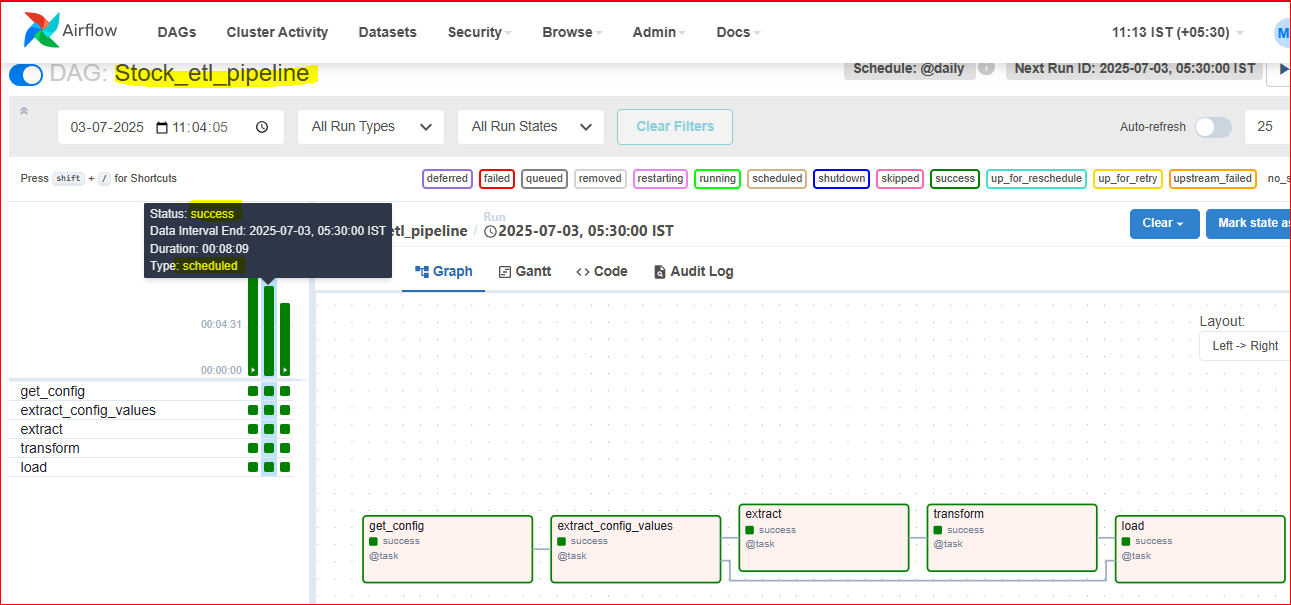 Airflow DAGs Cluster Activity Datasets Security Browse Admin Docs 11:13 IST (+05:30) M
DAG: Stock_etl_pipeline Schedule: @daily Next Run ID: 2025-07-03, 05:30:00 IST
03-07-2025 11:04:05 All Run Types All Run States Clear Filters Auto-refresh 25
Press shift + / for Shortcuts deferred failed queued removed restarting running scheduled shutdown skipped success up_for_reschedule up_for_retry upstream_failed no_s
Status: success
Data Interval End: 2025-07-03, 05:30:00 IST
Duration: 00:08:09
Type: scheduled
Run
etl_pipeline / 2025-07-03, 05:30:00 IST Clear Mark state as
Graph Gantt Code Audit Log
00:04:31
00:00:00
Layout:
Left -> Right
get_config
extract_config_values
extract
transform
load
get_config
success
@task
extract_config_values
success
@task
extract
success
@task
transform
success
@task
load
success
@task